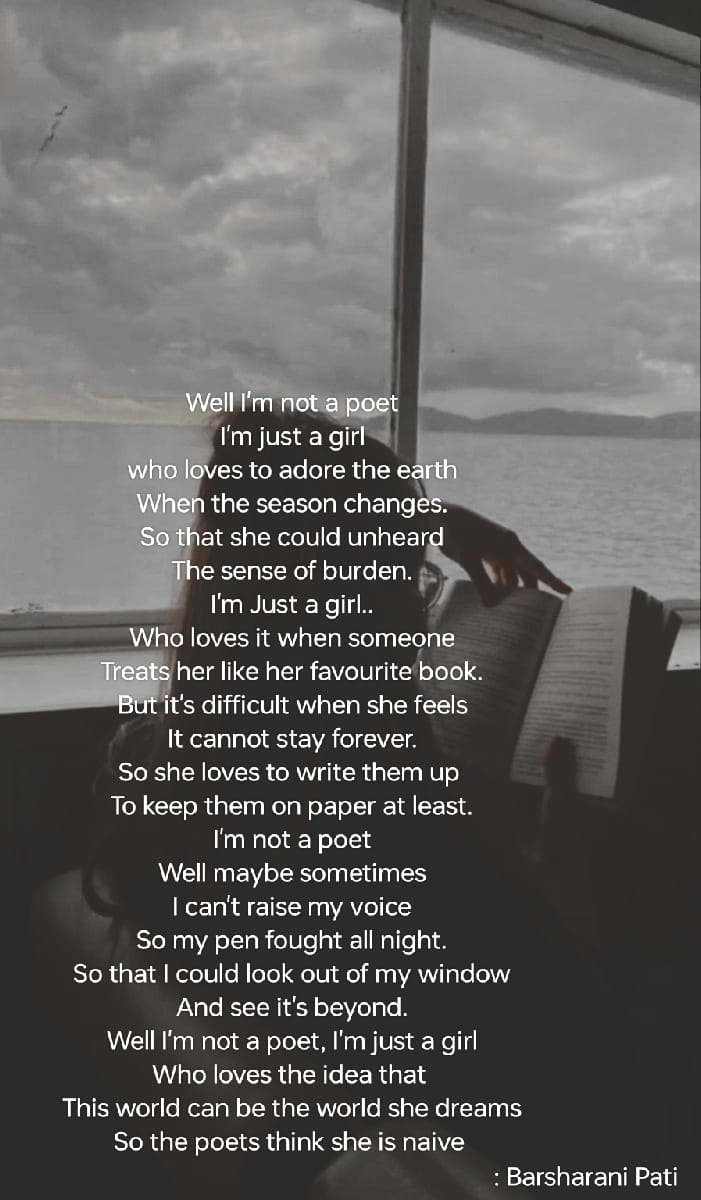 Well I'm not a poet
I'm just a girl
who loves to adore the earth
When the season changes.
So that she could unheard
The sense of burden.
I'm Just a girl..
Who loves it when someone
Treats her like her favourite book.
But it's difficult when she feels
It cannot stay forever.
So she loves to write them up
To keep them on paper at least.
I'm not a poet
Well maybe sometimes
I can't raise my voice
So my pen fought all night.
So that I could look out of my window
And see it's beyond.
Well I'm not a poet, I'm just a girl
Who loves the idea that
This world can be the world she dreams
So the poets think she is naive
: Barsharani Pati